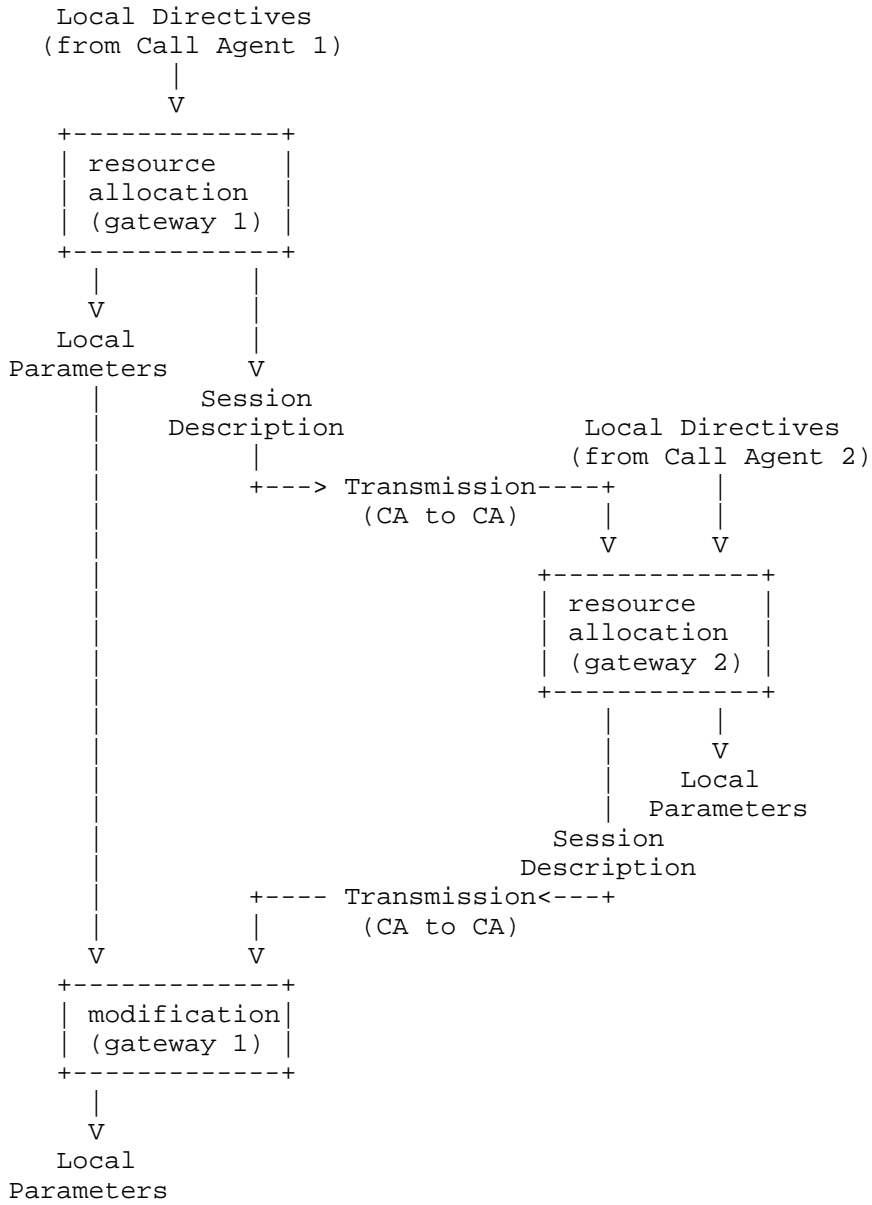 Local Directives
(from Call Agent 1)
resource
allocation
(gateway 1)
Local
Parameters
Session
Description
Local Directives
(from Call Agent 2)
Transmission
(CA to CA)
resource
allocation
(gateway 2)
Local
Parameters
Session
Description
Transmission
(CA to CA)
modification
(gateway 1)
Local
Parameters